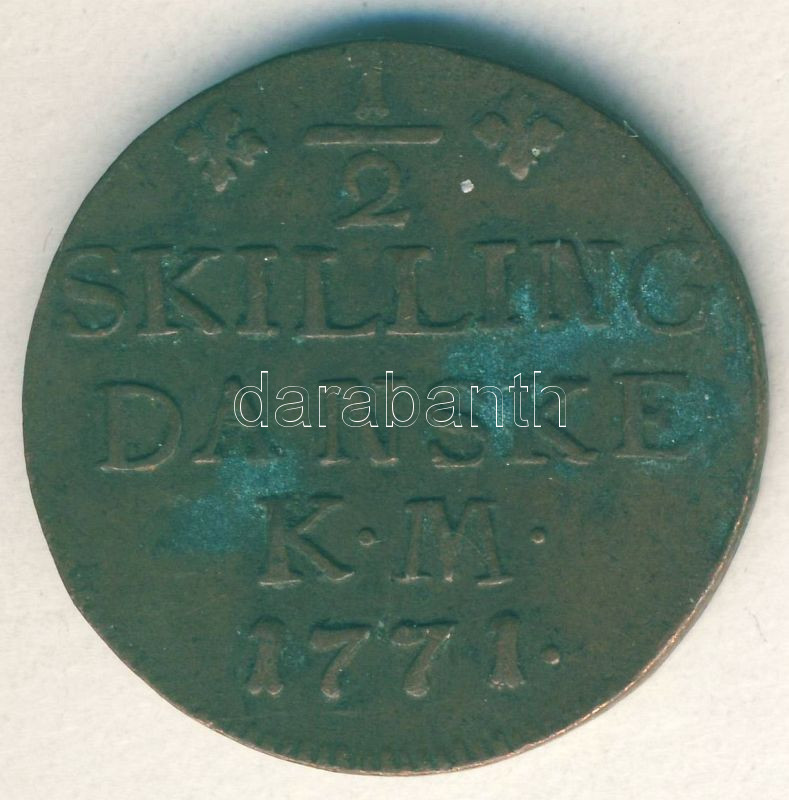 1/2
SKILLING
DANSKE
darabanth
K·M·
1771.